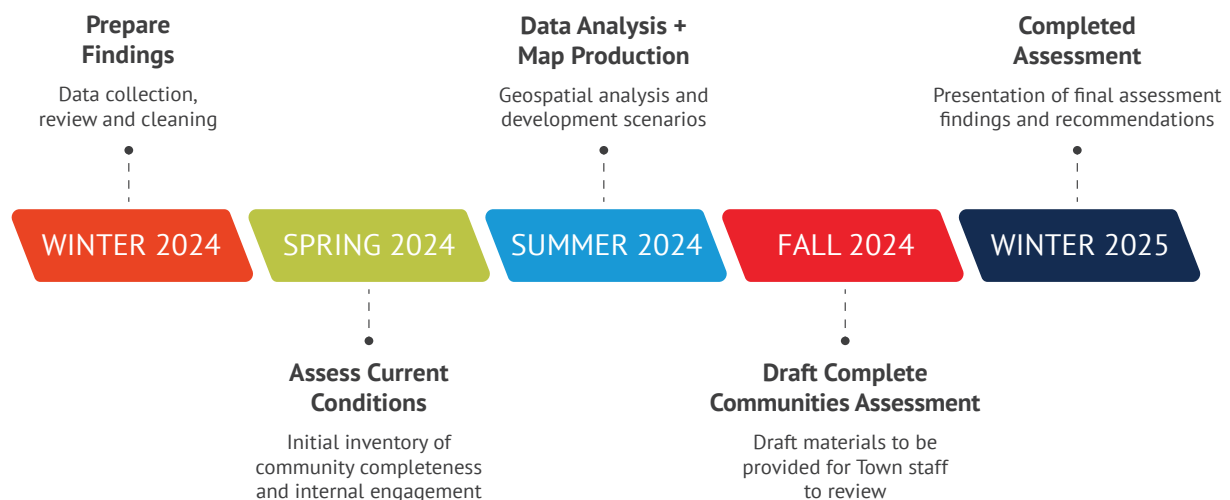 Prepare
Findings
Data collection,
review and cleaning
Data Analysis +
Map Production
Geospatial analysis and
development scenarios
Completed
Assessment
Presentation of final assessment
findings and recommendations
WINTER 2024
SPRING 2024
SUMMER 2024
FALL 2024
WINTER 2025
Assess Current
Conditions
Initial inventory of
community completeness
and internal engagement
Draft Complete
Communities Assessment
Draft materials to be
provided for Town staff
to review